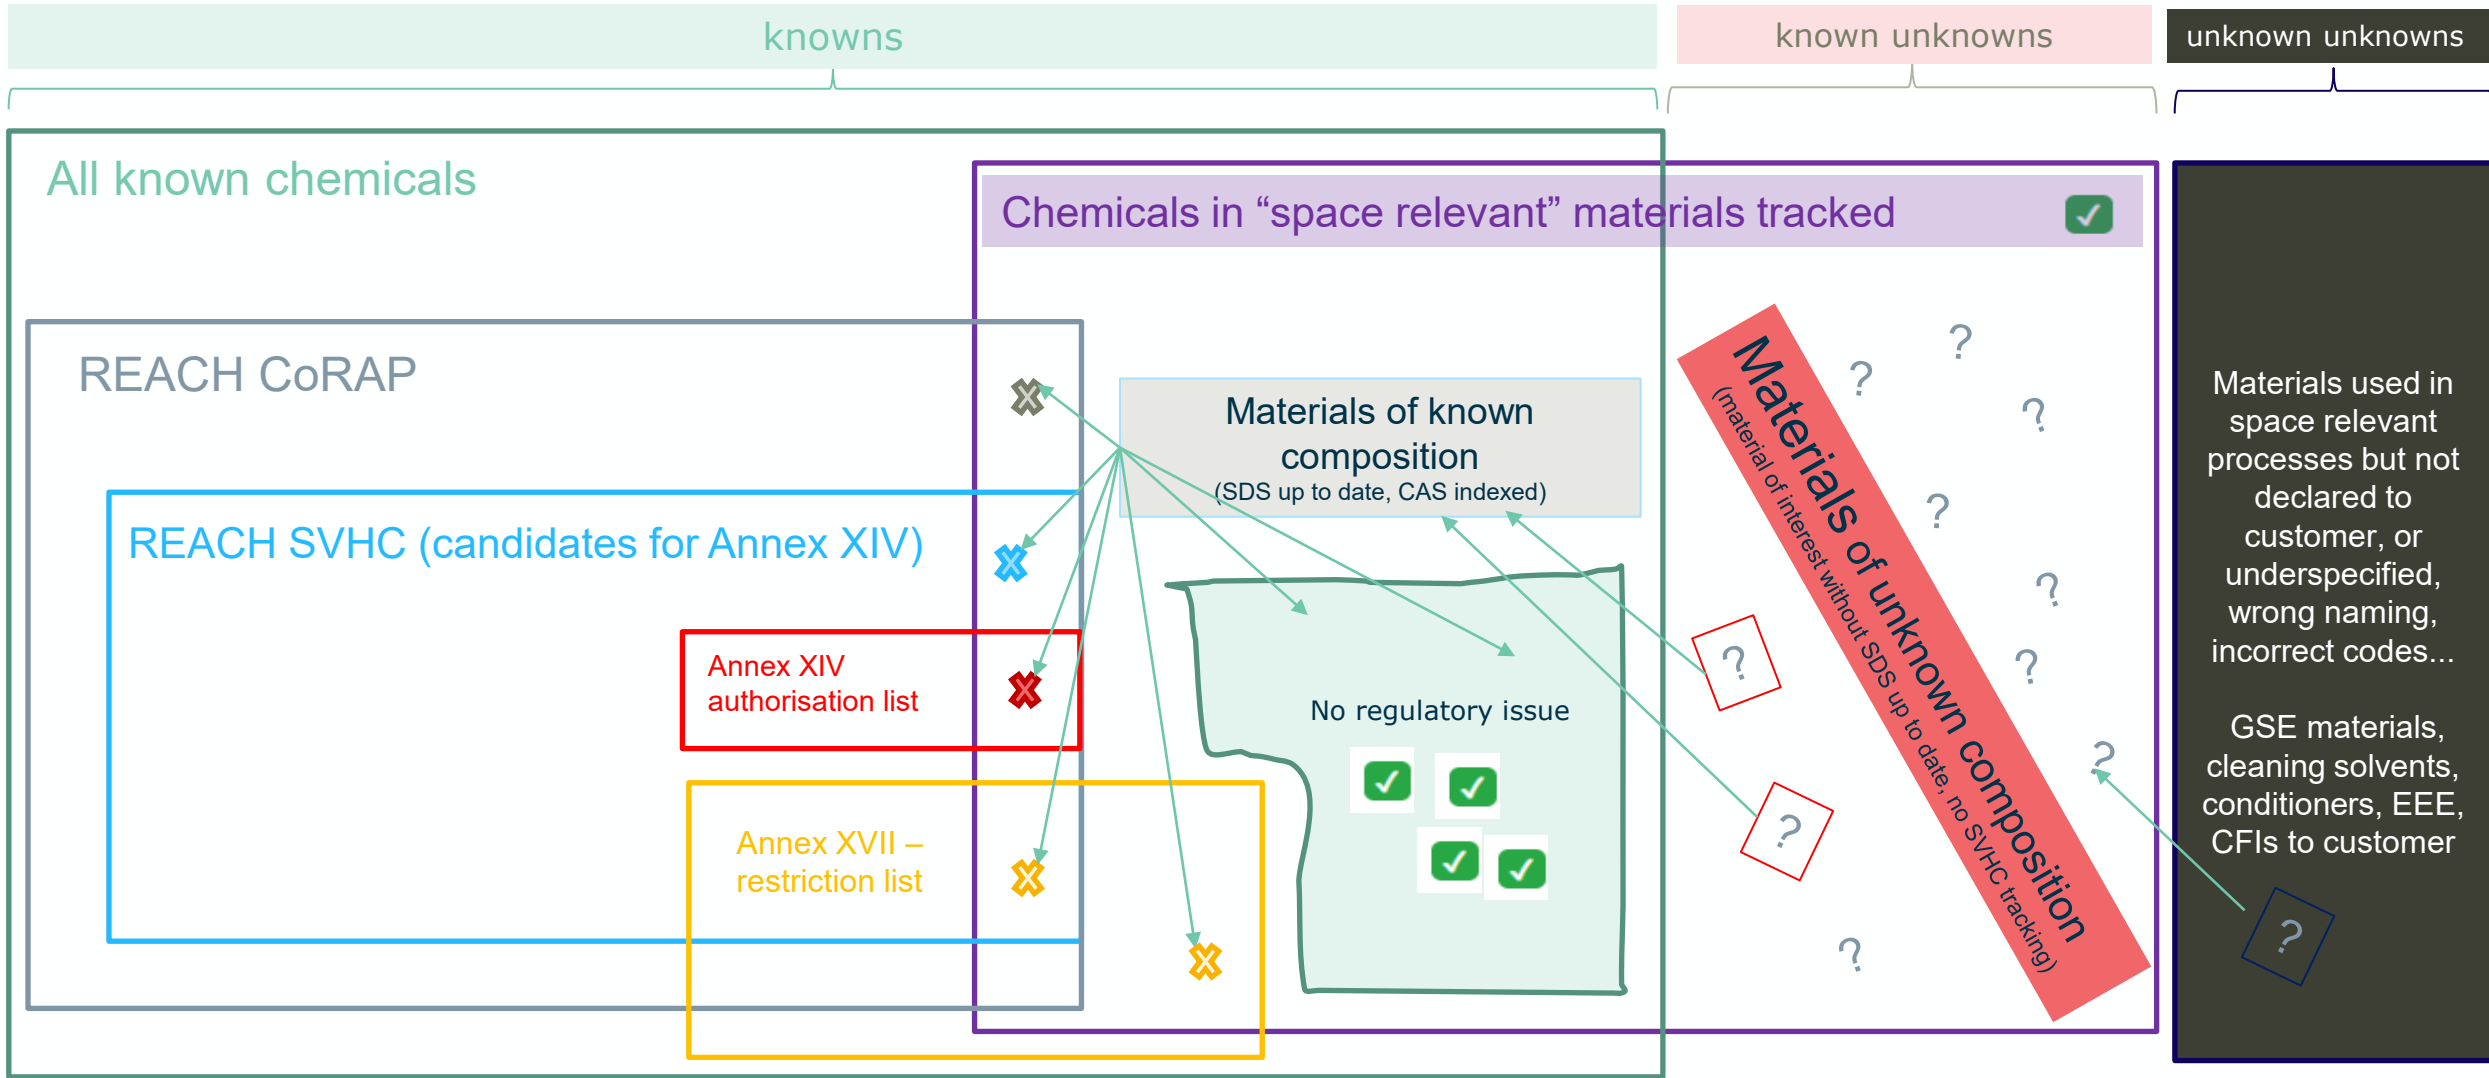 knowns
known unknowns
unknown unknowns
All known chemicals
Chemicals in “space relevant” materials tracked
REACH CoRAP
Materials of known
composition
(SDS up to date, CAS indexed)
REACH SVHC (candidates for Annex XIV)
Annex XIV
authorisation list
Annex XVII –
restriction list
No regulatory issue
Materials of unknown composition
(material of interest without SDS up to date, no SVHC tracking)
?
?
?
?
?
?
?
?
?
?
Materials used in
space relevant
processes but not
declared to
customer, or
underspecified,
wrong naming,
incorrect codes...
GSE materials,
cleaning solvents,
conditioners, EEE,
CFIs to customer
?